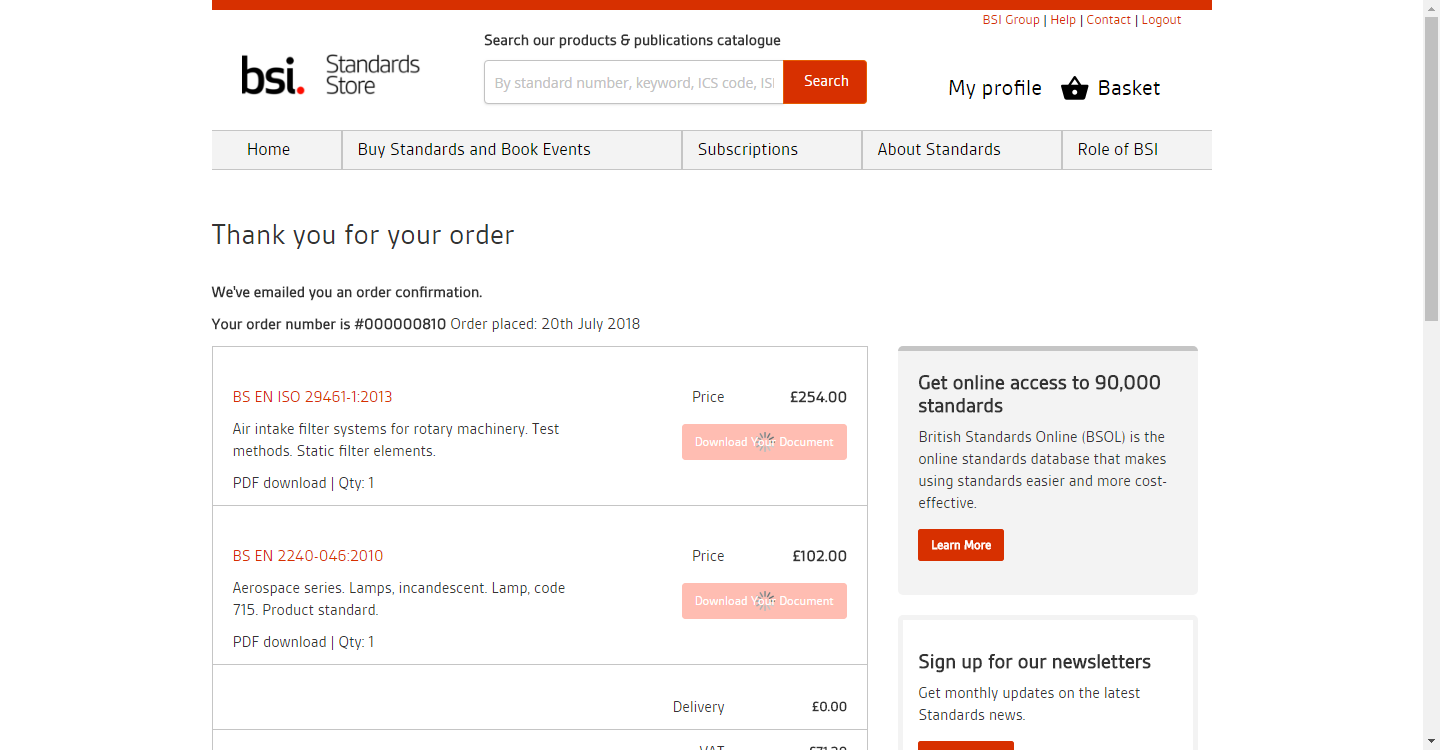 BSI Group | Help | Contact | Logout
Search our products & publications catalogue
bsi. Standards
Store
By standard number, keyword, ICS code, ISI
Search
My profile
Basket
Home
Buy Standards and Book Events
Subscriptions
About Standards
Role of BSI
Thank you for your order
We've emailed you an order confirmation.
Your order number is #000000810 Order placed: 20th July 2018
BS EN ISO 29461-1:2013
Price
£254.00
Air intake filter systems for rotary machinery. Test
methods. Static filter elements.
Download Your Document
PDF download | Qty: 1
BS EN 2240-046:2010
Price
£102.00
Aerospace series. Lamps, incandescent. Lamp, code
715. Product standard.
Download Your Document
PDF download | Qty: 1
Delivery
£0.00
VAT
£71.20
Get online access to 90,000
standards
British Standards Online (BSOL) is the
online standards database that makes
using standards easier and more cost-
effective.
Learn More
Sign up for our newsletters
Get monthly updates on the latest
Standards news.